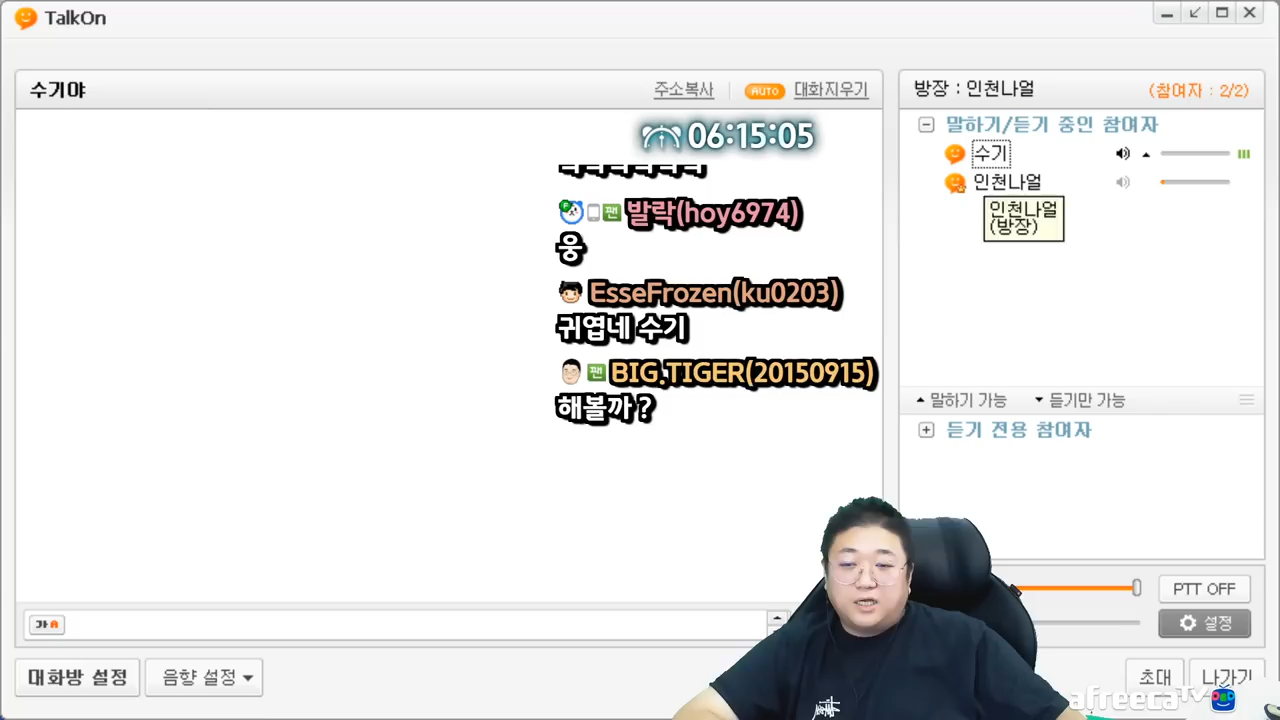 TalkOn
수기야
주소복사
AUTO 대화지우기
방장 : 인천나얼
(참여자 : 2/2)
06:15:05
발락(hoy6974)
웅
EsseFrozen(ku0203)
귀엽네 수기
팬 BIG.TIGER(20150915)
해볼까 ?
말하기/듣기 중인 참여자
수기
인천나얼
인천나얼
(방장)
말하기 가능
듣기만 가능
듣기 전용 참여자
PTT OFF
설정
가
대화방 설정
음향 설정
초대
나가기
afreecaTV